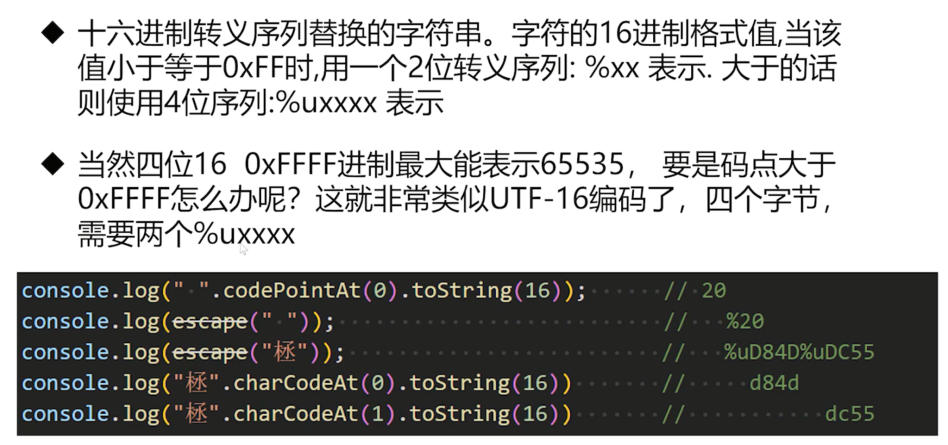 ◆ 十六进制转义序列替换的字符串。字符的16进制格式值,当该
值小于等于0xFF时,用一个2位转义序列: %xx 表示. 大于的话
则使用4位序列:%uxxxx 表示
◆ 当然四位16 0xFFFF进制最大能表示65535， 要是码点大于
0xFFFF怎么办呢？这就非常类似UTF-16编码了，四个字节，
需要两个%uxxxx
console.log(" ".codePointAt(0).toString(16)); // 20
console.log(escape(" ")); // %20
console.log(escape("𣑕")); // %uD84D%uDC55
console.log("𣑕".charCodeAt(0).toString(16)) // d84d
console.log("𣑕".charCodeAt(1).toString(16)) // dc55